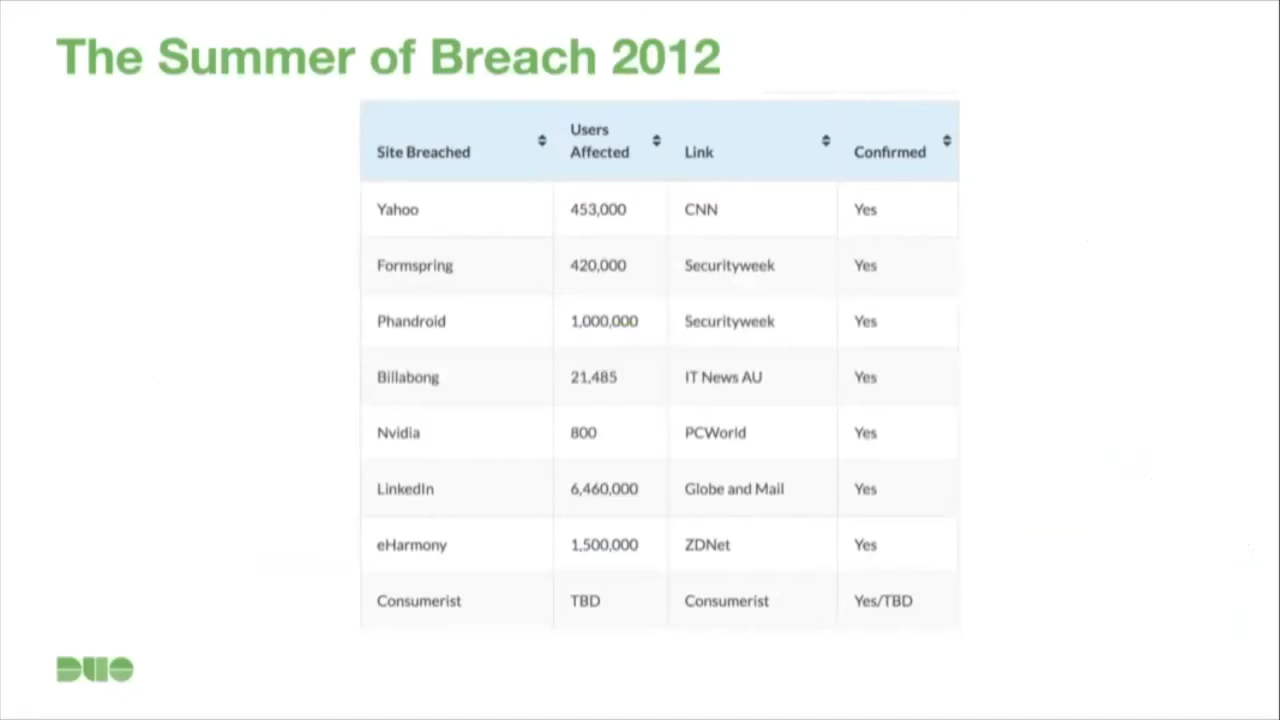 The Summer of Breach 2012
Site Breached Users Affected Link Confirmed
Yahoo 453,000 CNN Yes
Formspring 420,000 Securityweek Yes
Phandroid 1,000,000 Securityweek Yes
Billabong 21,485 IT News AU Yes
Nvidia 800 PCWorld Yes
LinkedIn 6,460,000 Globe and Mail Yes
eHarmony 1,500,000 ZDNet Yes
Consumerist TBD Consumerist Yes/TBD
DUO